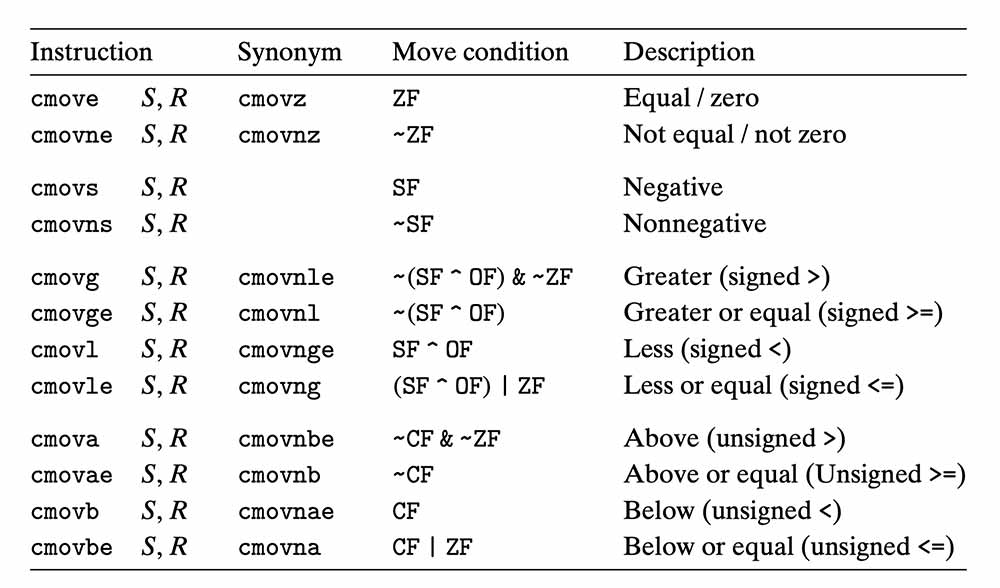 Instruction Synonym Move condition Description
cmove S, R cmovz ZF Equal / zero
cmovne S, R cmovnz ~ZF Not equal / not zero
cmovs S, R SF Negative
cmovns S, R ~SF Nonnegative
cmovg S, R cmovnle ~(SF ^ OF) & ~ZF Greater (signed >)
cmovge S, R cmovnl ~(SF ^ OF) Greater or equal (signed >=)
cmovl S, R cmovnge SF ^ OF Less (signed <)
cmovle S, R cmovng (SF ^ OF) | ZF Less or equal (signed <=)
cmova S, R cmovnbe ~CF & ~ZF Above (unsigned >)
cmovae S, R cmovnb ~CF Above or equal (Unsigned >=)
cmovb S, R cmovnae CF Below (unsigned <)
cmovbe S, R cmovna CF | ZF Below or equal (unsigned <=)